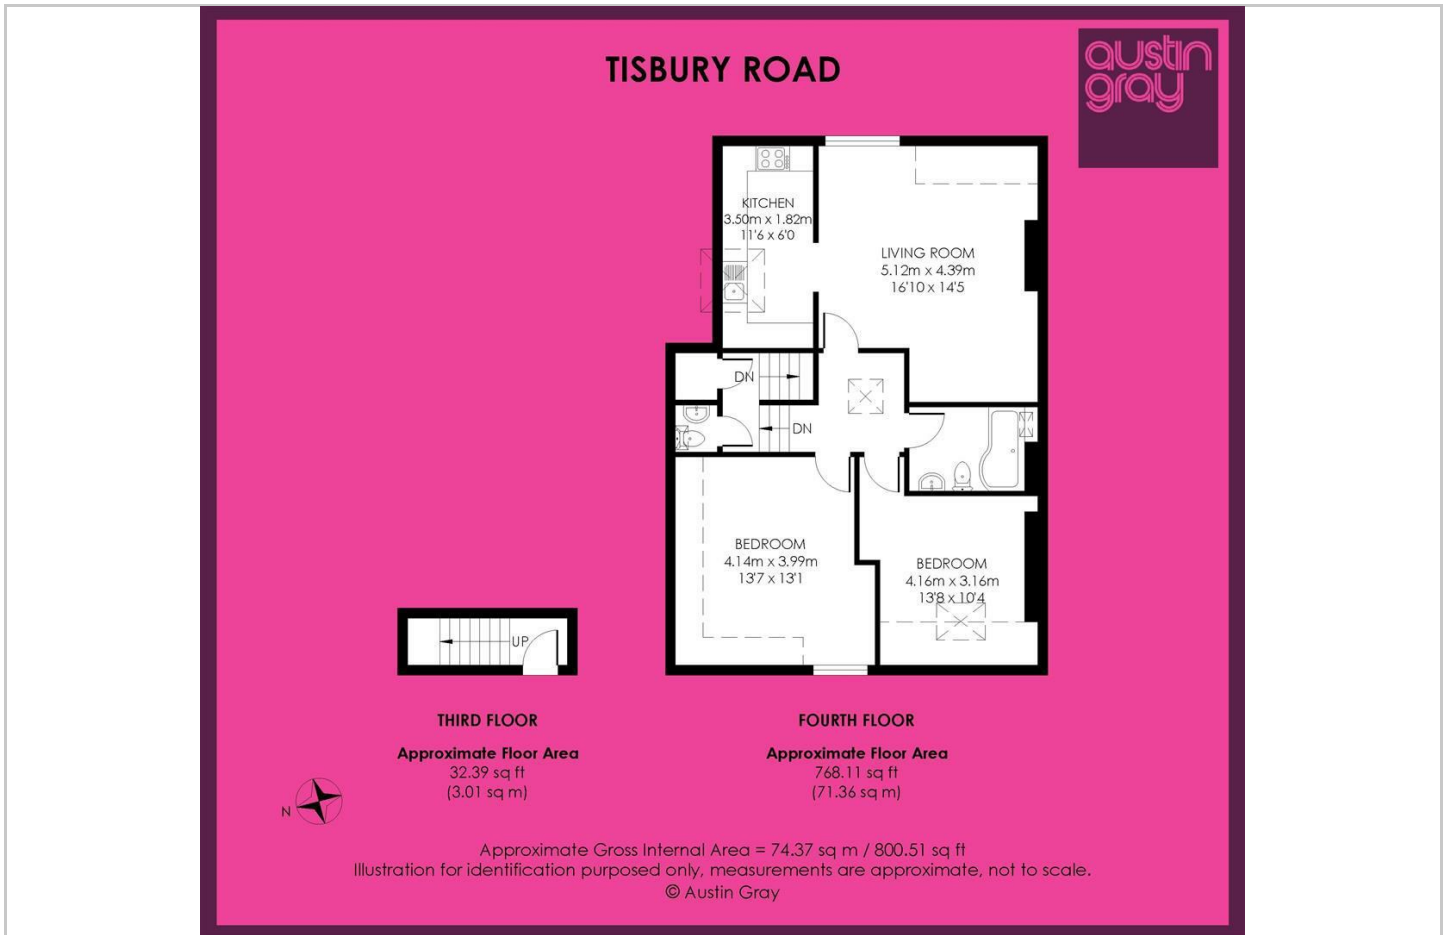 TISBURY ROAD
austin
gray
KITCHEN
3.50m x 1.82m
11'6 x 6'0
LIVING ROOM
5.12m x 4.39m
16'10 x 14'5
DN
DN
BEDROOM
4.14m x 3.99m
13'7 x 13'1
BEDROOM
4.16m x 3.16m
13'8 x 10'4
UP
THIRD FLOOR
Approximate Floor Area
32.39 sq ft
(3.01 sq m)
FOURTH FLOOR
Approximate Floor Area
768.11 sq ft
(71.36 sq m)
N
Approximate Gross Internal Area = 74.37 sq m / 800.51 sq ft
Illustration for identification purposed only, measurements are approximate, not to scale.
© Austin Gray